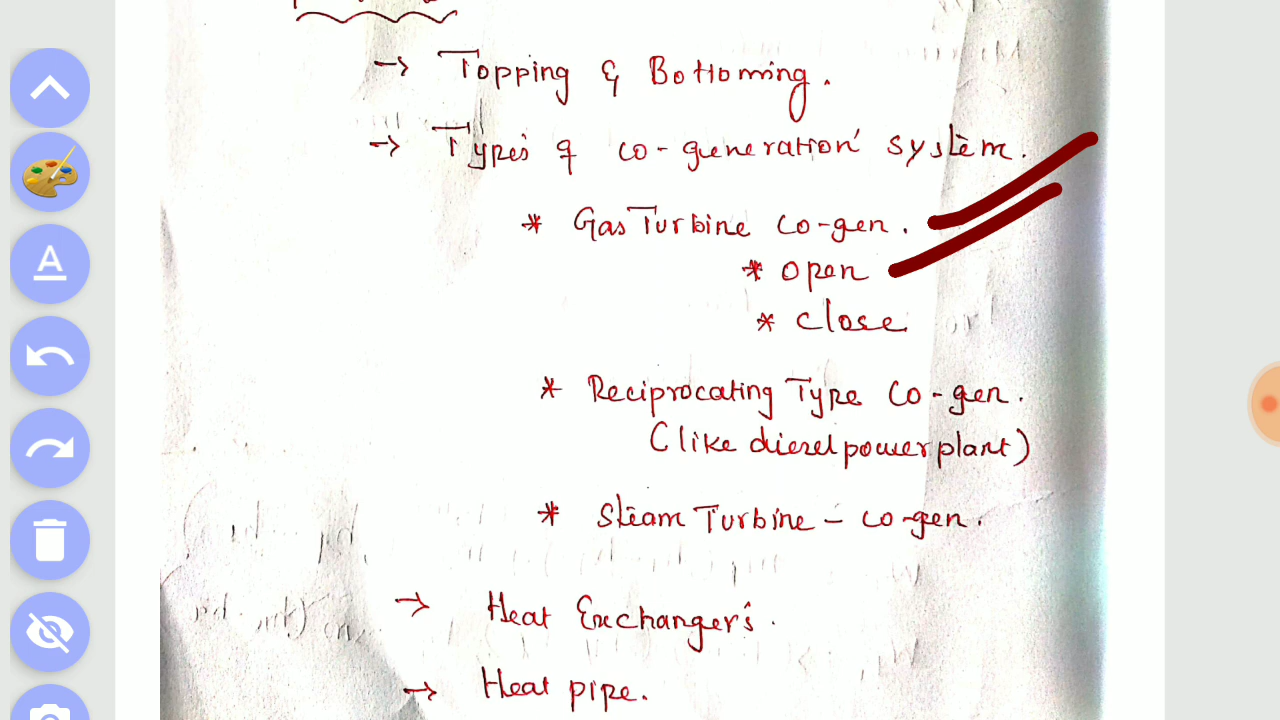 → Topping & Bottoming.
→ Types of co-generation system.
* Gas Turbine co-gen.
* open
* close
* Reciprocating Type co-gen.
(like diesel power plant)
* Steam Turbine - co-gen.
→ Heat Exchangers.
→ Heat pipe.